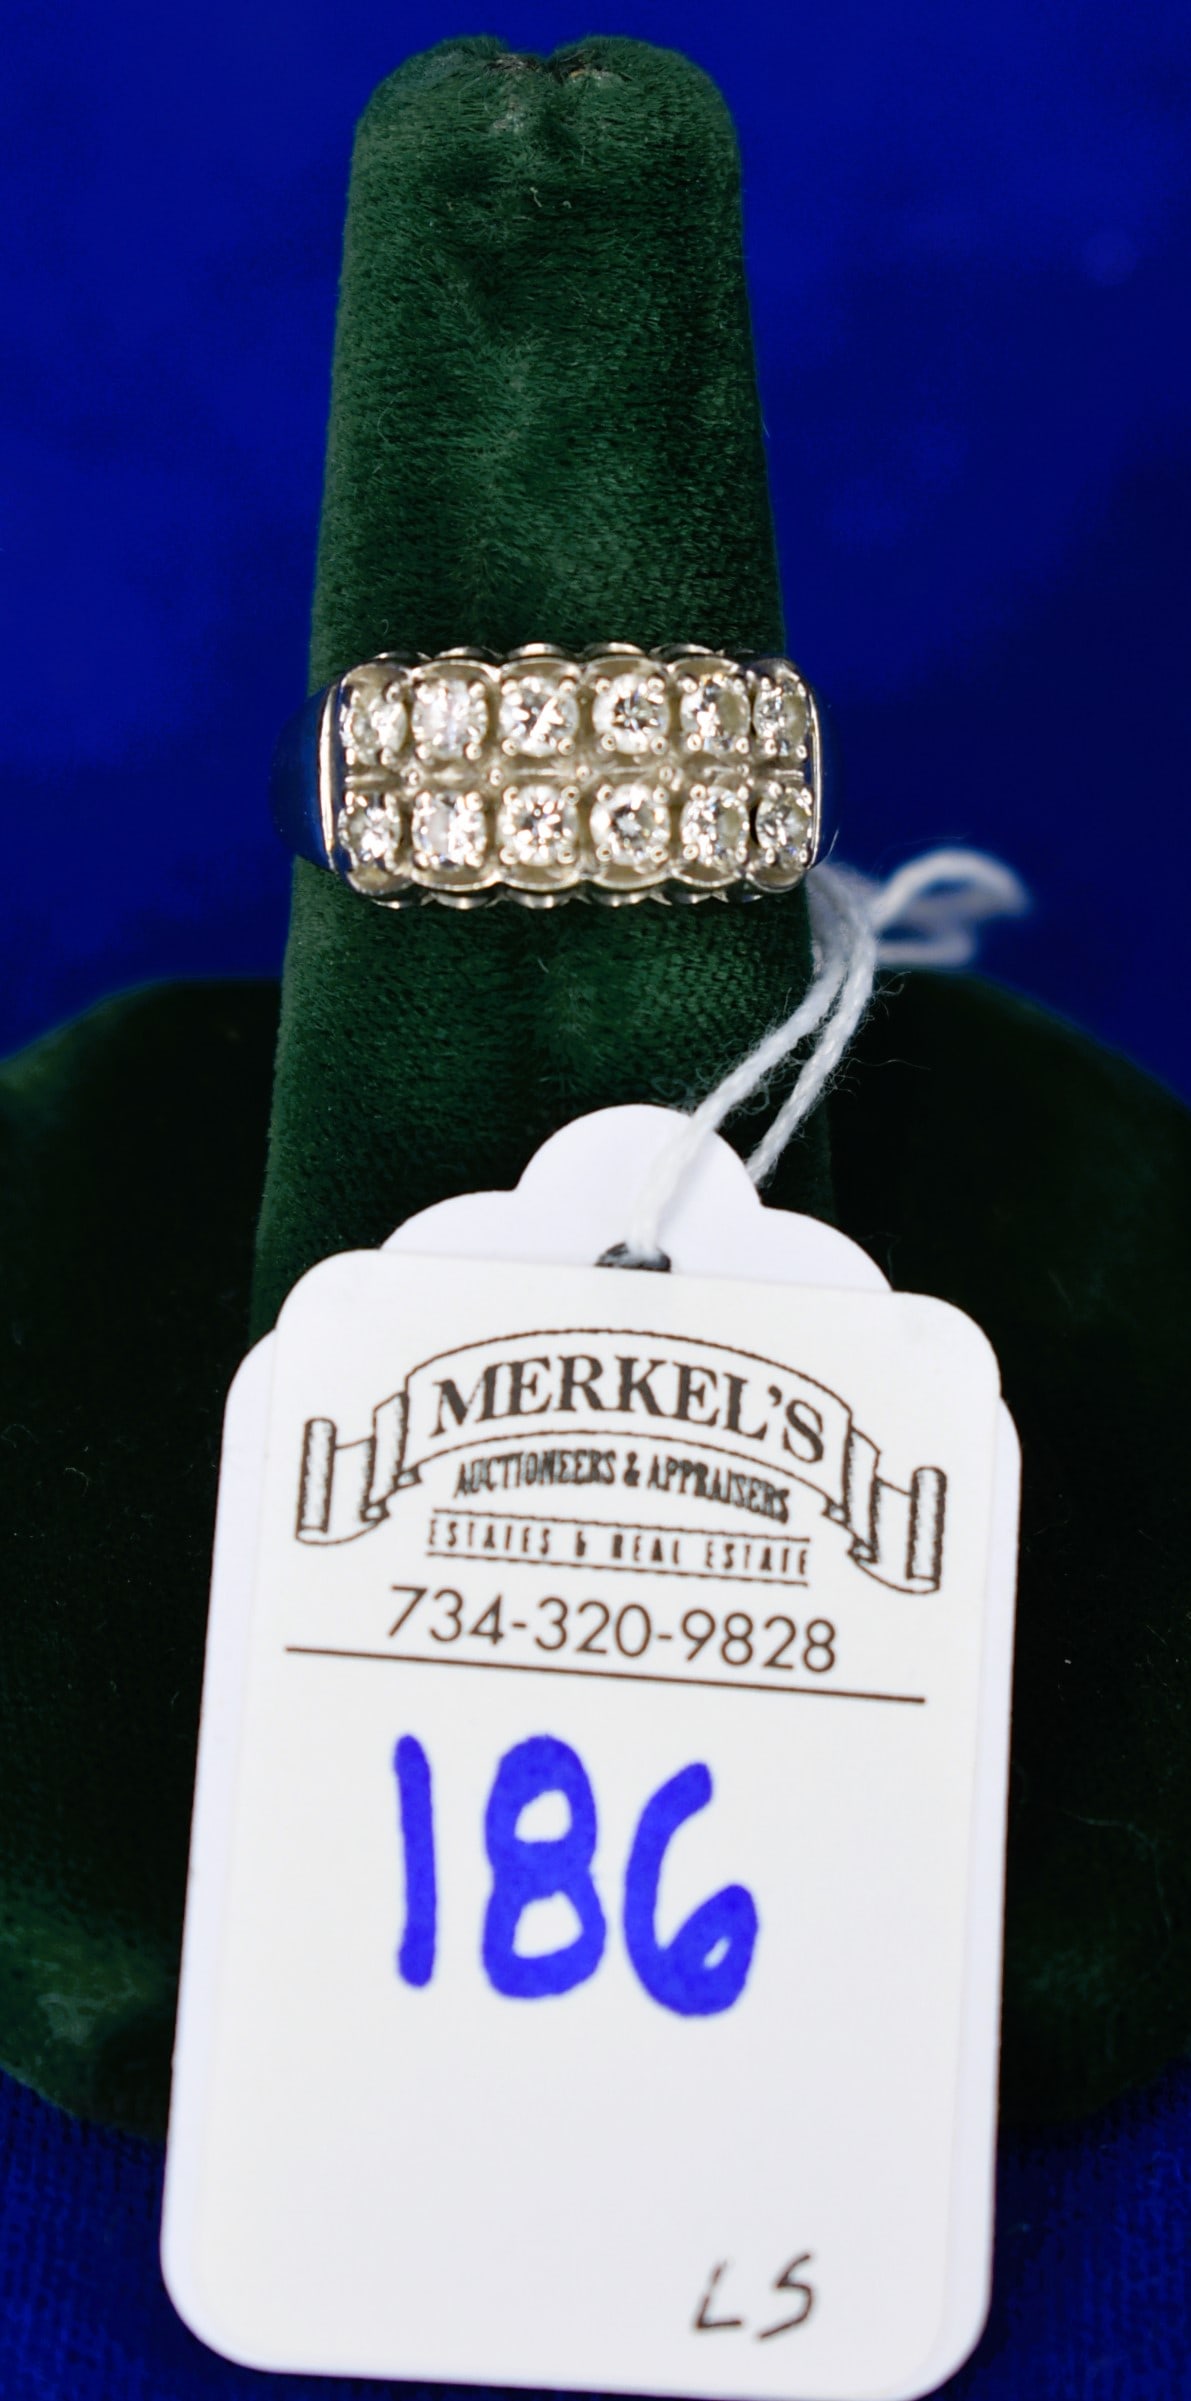 MERKEL'S
AUCTIONEERS & APPRAISERS
ESTATES & REAL ESTATE
734-320-9828
186
LS